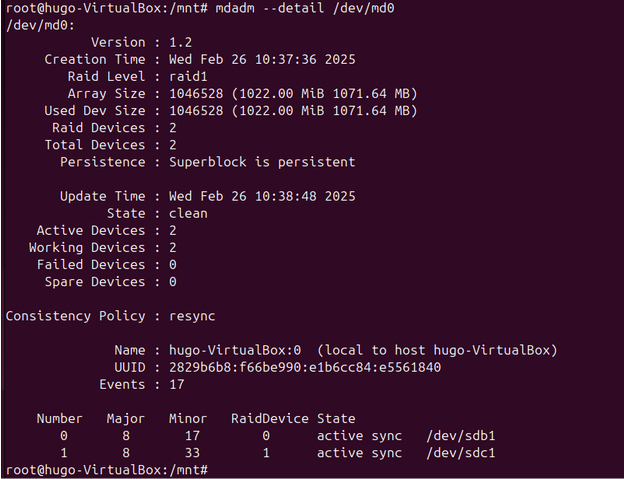 root@hugo-VirtualBox:/mnt# mdadm --detail /dev/md0
/dev/md0:
Version : 1.2
Creation Time : Wed Feb 26 10:37:36 2025
Raid Level : raid1
Array Size : 1046528 (1022.00 MiB 1071.64 MB)
Used Dev Size : 1046528 (1022.00 MiB 1071.64 MB)
Raid Devices : 2
Total Devices : 2
Persistence : Superblock is persistent
Update Time : Wed Feb 26 10:38:48 2025
State : clean
Active Devices : 2
Working Devices : 2
Failed Devices : 0
Spare Devices : 0
Consistency Policy : resync
Name : hugo-VirtualBox:0  (local to host hugo-VirtualBox)
UUID : 2829b6b8:f66be990:e1b6cc84:e5561840
Events : 17
Number   Major   Minor   RaidDevice State
0       8       17        0      active sync   /dev/sdb1
1       8       33        1      active sync   /dev/sdc1
root@hugo-VirtualBox:/mnt#